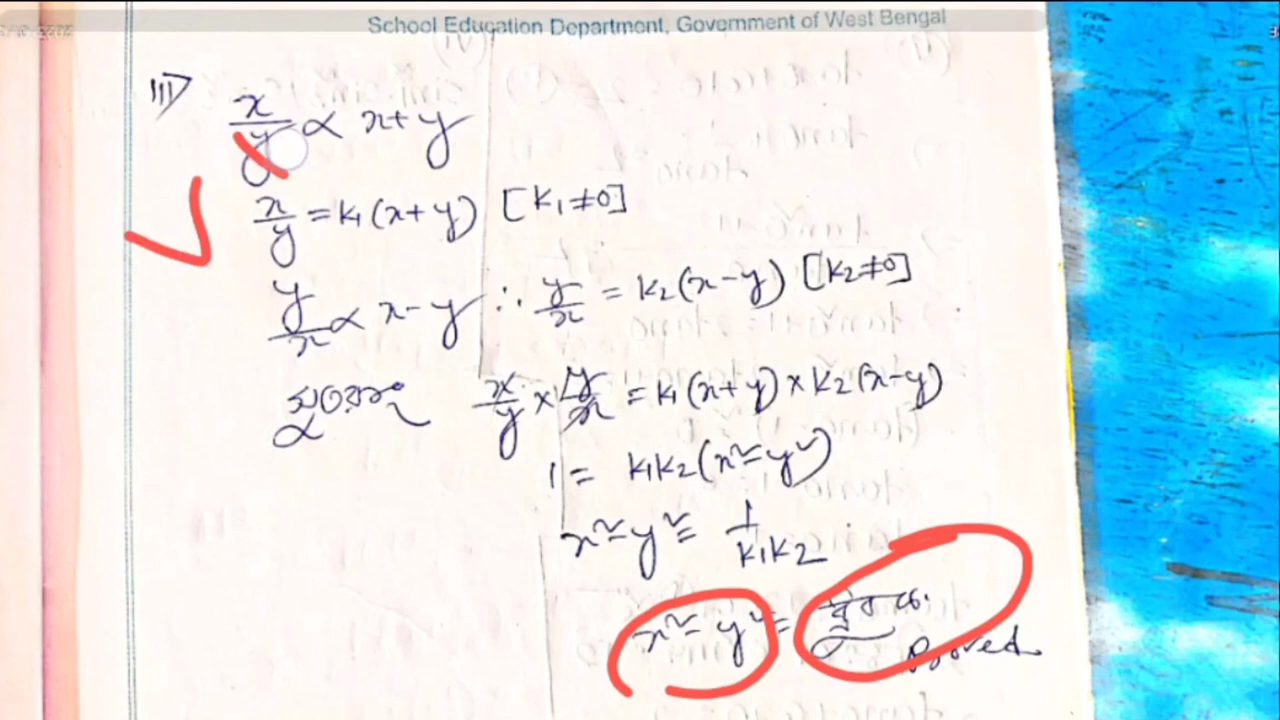 School Education Department, Government of West Bengal
III)
x/y ∝ x+y
x/y = k₁(x+y) [k₁≠0]
y/x ∝ x-y ∴ y/x = k₂(x-y) [k₂≠0]
সুতরাং x/y × y/x = k₁(x+y) × k₂(x-y)
1 = k₁k₂(x²-y²)
x²-y² = 1/k₁k₂
x²-y² = ধ্রুবক.
Proved